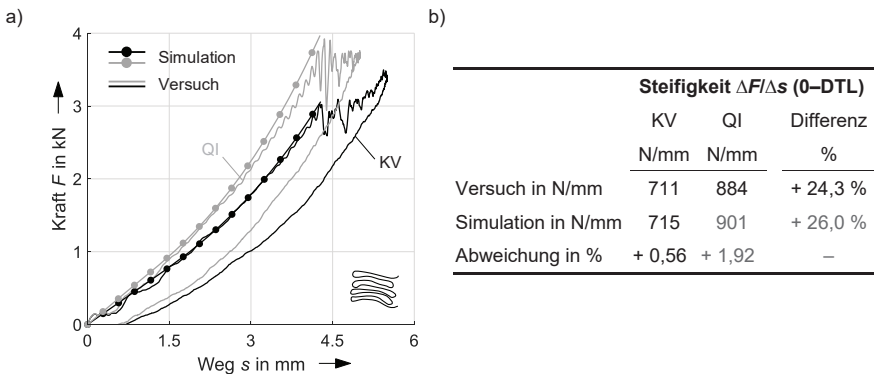 a)
4
3
2
1
0
Kraft F in kN
Simulation
Versuch
QI
KV
0
1.5
3
4.5
6
Weg s in mm
b)
Steifigkeit ΔF/Δs (0–DTL)
KV QI Differenz
N/mm N/mm %
Versuch in N/mm 711 884 + 24,3 %
Simulation in N/mm 715 901 + 26,0 %
Abweichung in % + 0,56 + 1,92 –